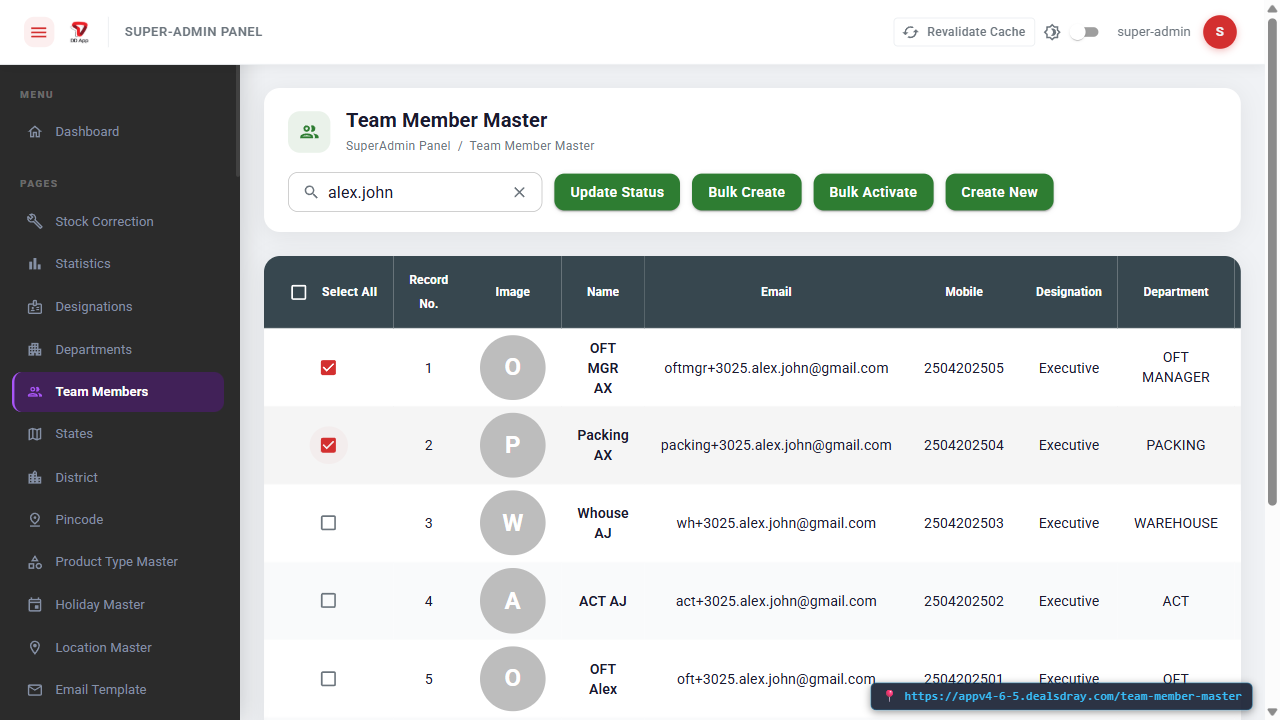 DD App
SUPER-ADMIN PANEL
Revalidate Cache
super-admin
S
MENU
Dashboard
PAGES
Stock Correction
Statistics
Designations
Departments
Team Members
States
District
Pincode
Product Type Master
Holiday Master
Location Master
Email Template
Team Member Master
SuperAdmin Panel / Team Member Master
alex.john
Update Status
Bulk Create
Bulk Activate
Create New
Select All
Record
No.
Image
Name
Email
Mobile
Designation
Department
1
O
OFT
MGR
AX
oftmgr+3025.alex.john@gmail.com
2504202505
Executive
OFT
MANAGER
2
P
Packing
AX
packing+3025.alex.john@gmail.com
2504202504
Executive
PACKING
3
W
Whouse
AJ
wh+3025.alex.john@gmail.com
2504202503
Executive
WAREHOUSE
4
A
ACT AJ
act+3025.alex.john@gmail.com
2504202502
Executive
ACT
5
O
OFT
Alex
oft+3025.alex.john@gmail.com
2504202501
Executive
OFT
https://appv4-6-5.dealsdray.com/team-member-master